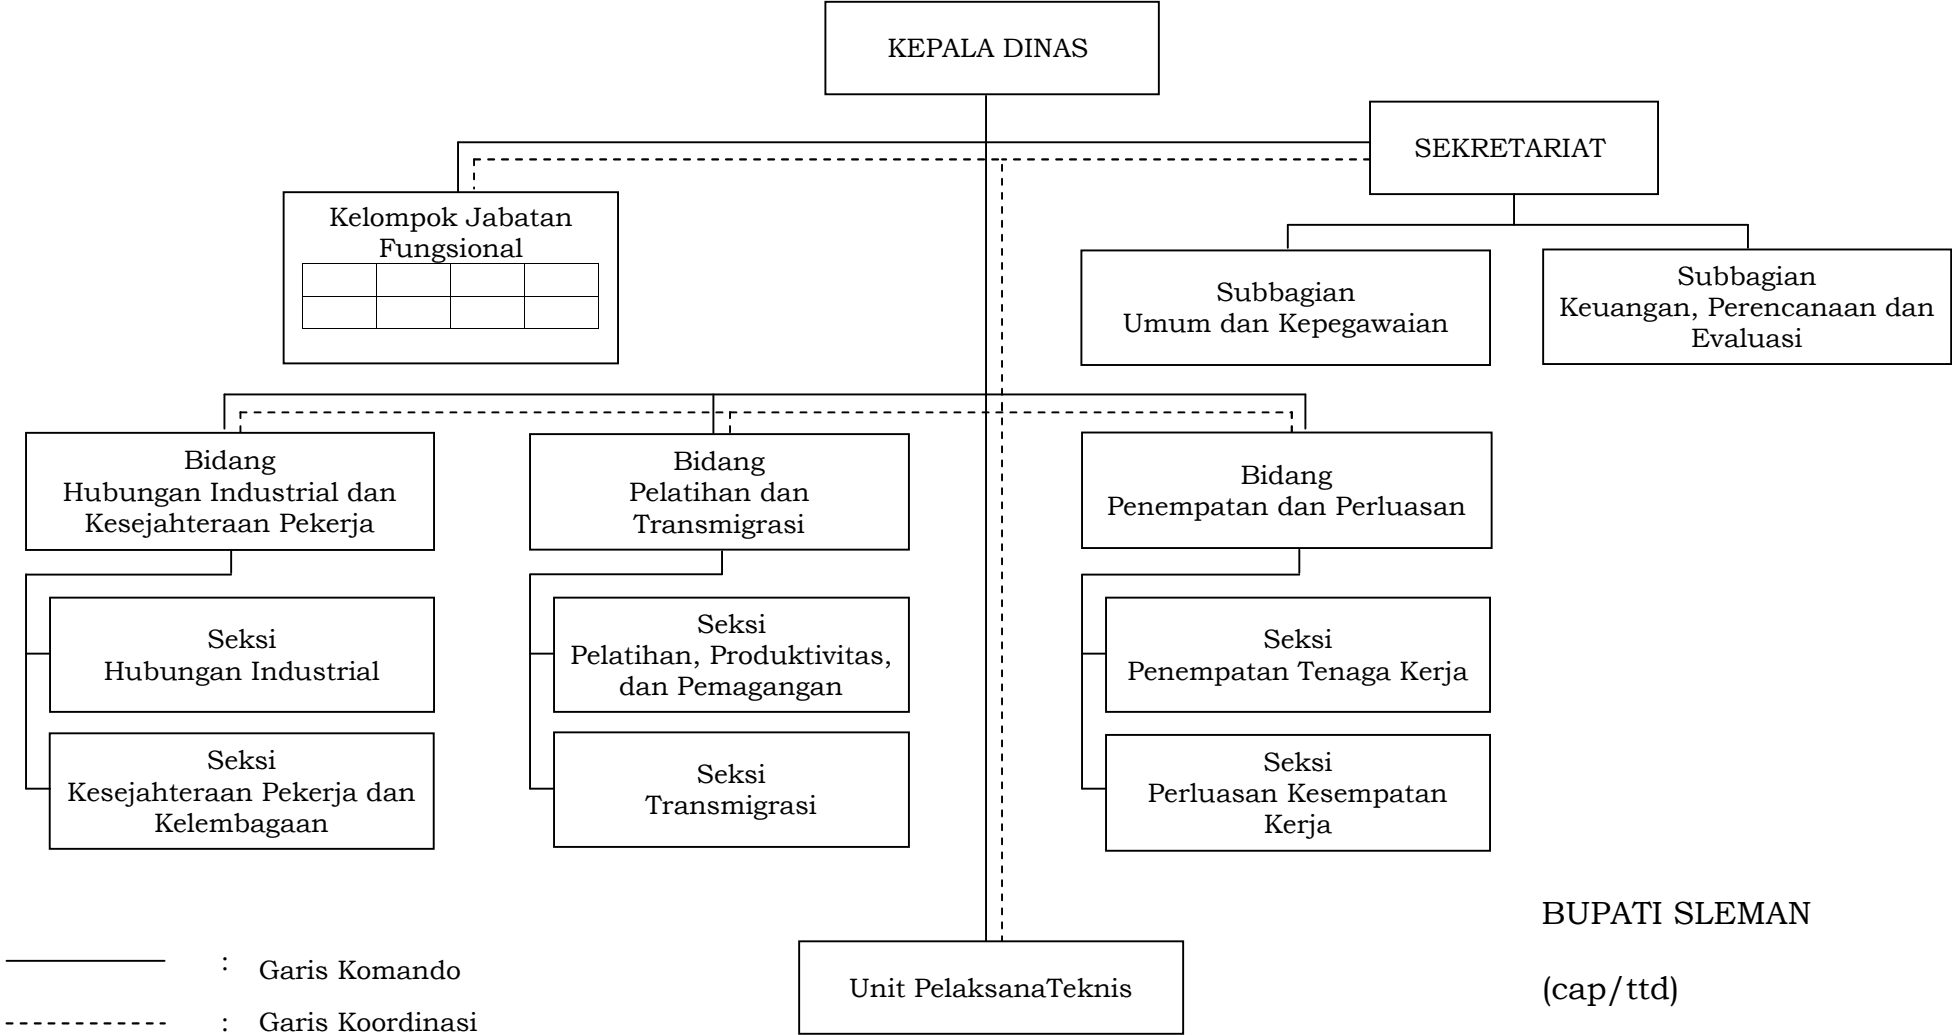 KEPALA DINAS
SEKRETARIAT
Kelompok Jabatan
Fungsional
Subbagian
Umum dan Kepegawaian
Subbagian
Keuangan, Perencanaan dan
Evaluasi
Bidang
Hubungan Industrial dan
Kesejahteraan Pekerja
Bidang
Pelatihan dan
Transmigrasi
Bidang
Penempatan dan Perluasan
Seksi
Hubungan Industrial
Seksi
Pelatihan, Produktivitas,
dan Pemagangan
Seksi
Penempatan Tenaga Kerja
Seksi
Kesejahteraan Pekerja dan
Kelembagaan
Seksi
Transmigrasi
Seksi
Perluasan Kesempatan
Kerja
BUPATI SLEMAN
(cap/ttd)
: Garis Komando
: Garis Koordinasi
Unit PelaksanaTeknis